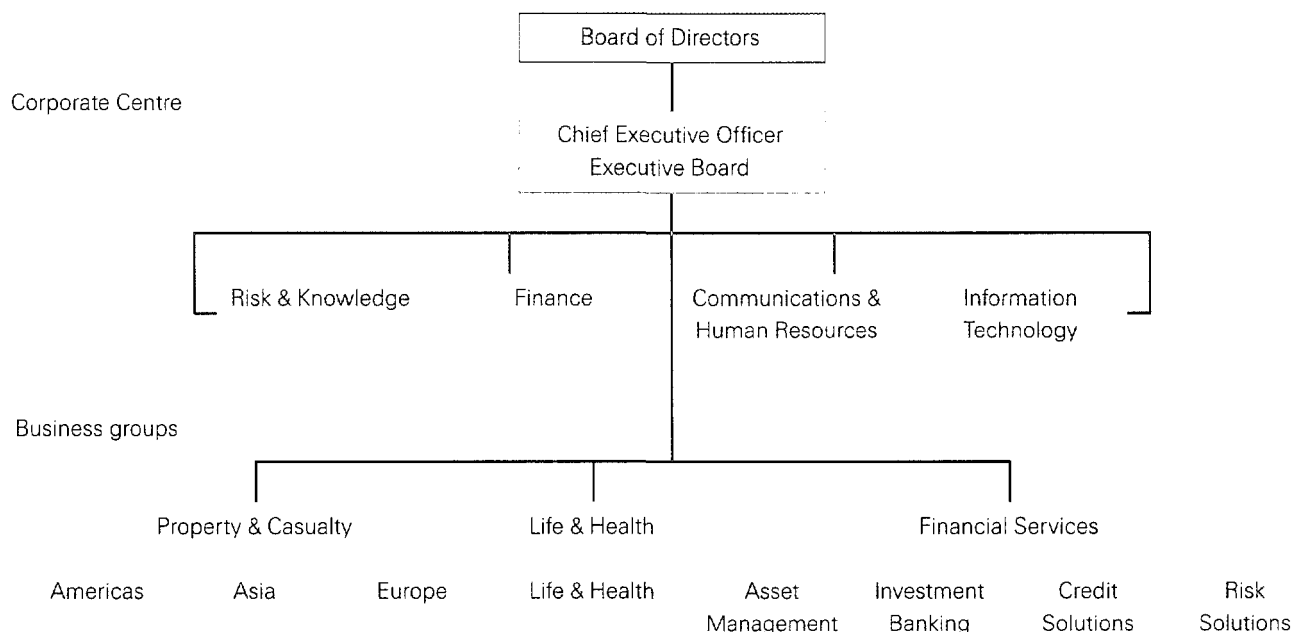 Board of Directors
Corporate Centre
Chief Executive Officer
Executive Board
Risk & Knowledge
Finance
Communications &
Human Resources
Information
Technology
Business groups
Property & Casualty
Life & Health
Financial Services
Americas
Asia
Europe
Life & Health
Asset
Management
Investment
Banking
Credit
Solutions
Risk
Solutions